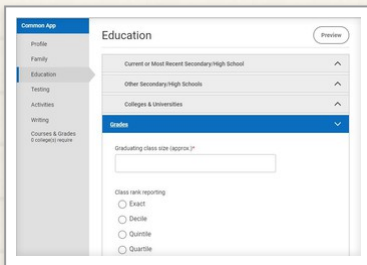 Common App
Profile
Family
Education
Testing
Activities
Writing
Courses & Grades
0 college(s) require
Education
Preview
Current or Most Recent Secondary/High School
Other Secondary/High Schools
Colleges & Universities
Grades
Graduating class size (approx.)*
Class rank reporting
Exact
Decile
Quintile
Quartile